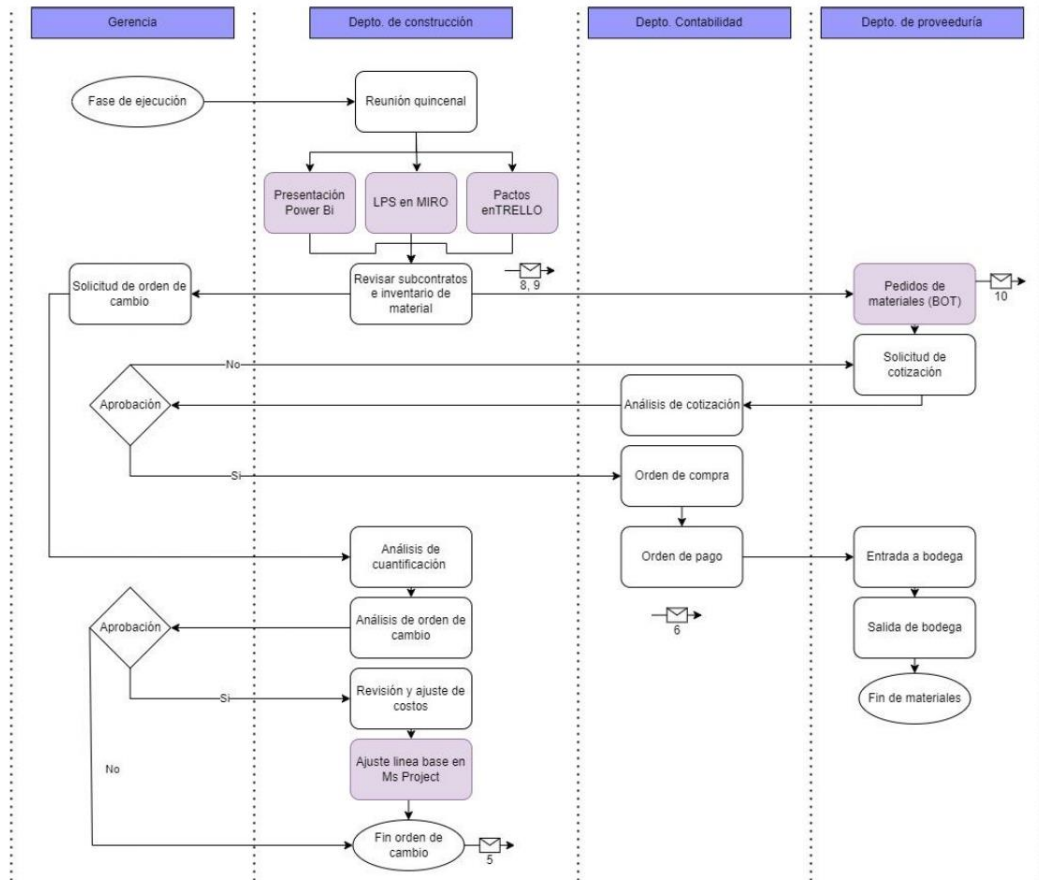 Gerencia
Depto. de construcción
Depto. Contabilidad
Depto. de proveeduría
Fase de ejecución
Reunión quincenal
Presentación
Power Bi
LPS en MIRO
Pactos
enTRELLO
Solicitud de orden de
cambio
Revisar subcontratos
e inventario de
material
8, 9
Pedidos de
materiales (BOT)
10
Solicitud de
cotización
No
Aprobación
Análisis de cotización
Si
Orden de compra
Análisis de
cuantificación
Orden de pago
Entrada a bodega
Aprobación
Análisis de orden de
cambio
6
Salida de bodega
Si
Revisión y ajuste de
costos
Fin de materiales
No
Ajuste linea base en
Ms Project
Fin orden de
cambio
5